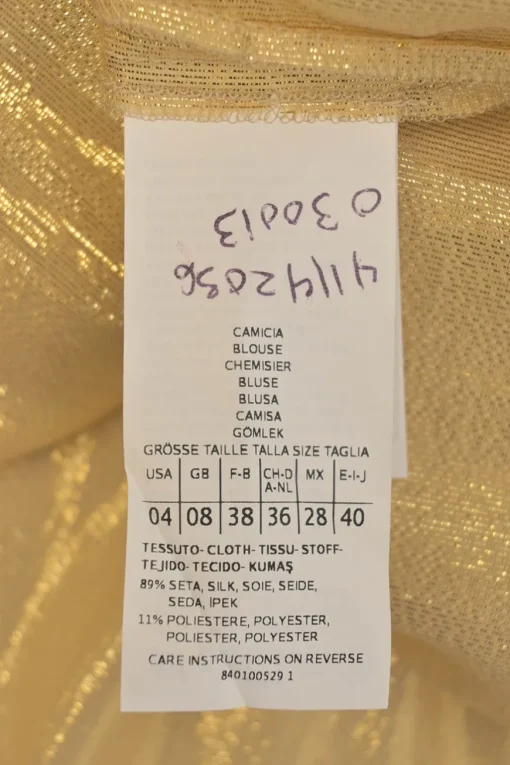 030013
CAMICIA
BLOUSE
CHEMISIER
BLUSE
BLUSA
CAMISA
GÖMLEK
GRÖSSE TAILLE TALLA SIZE TAGLIA
USA GB F-B CH-D A-NL MX E-I-J
04 08 38 36 28 40
TESSUTO- CLOTH- TISSU- STOFF-
TEJIDO- TECIDO- KUMAŞ
89% SETA, SILK, SOIE, SEIDE,
SEDA, İPEK
11% POLIESTERE, POLYESTER,
POLIESTER, POLYESTER
CARE INSTRUCTIONS ON REVERSE
840100529 1